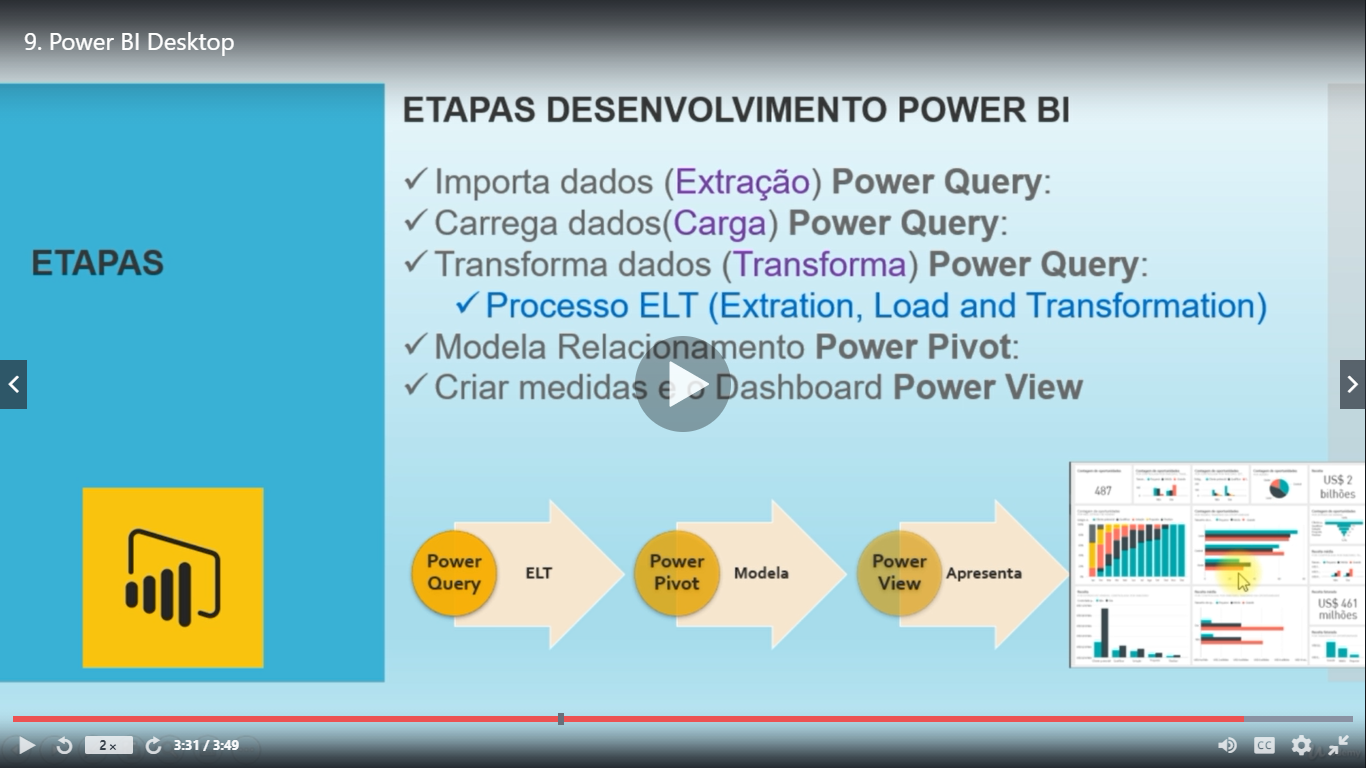 9. Power BI Desktop
ETAPAS DESENVOLVIMENTO POWER BI
ETAPAS
✓ Importa dados (Extração) Power Query:
✓ Carrega dados(Carga) Power Query:
✓ Transforma dados (Transforma) Power Query:
✓ Processo ELT (Extration, Load and Transformation)
✓ Modela Relacionamento Power Pivot:
✓ Criar medidas e o Dashboard Power View
Power
Query
ELT
Power
Pivot
Modela
Power
View
Apresenta
487
US$ 2
bilhões
US$ 461
milhões
2×
3:31 / 3:49
CC